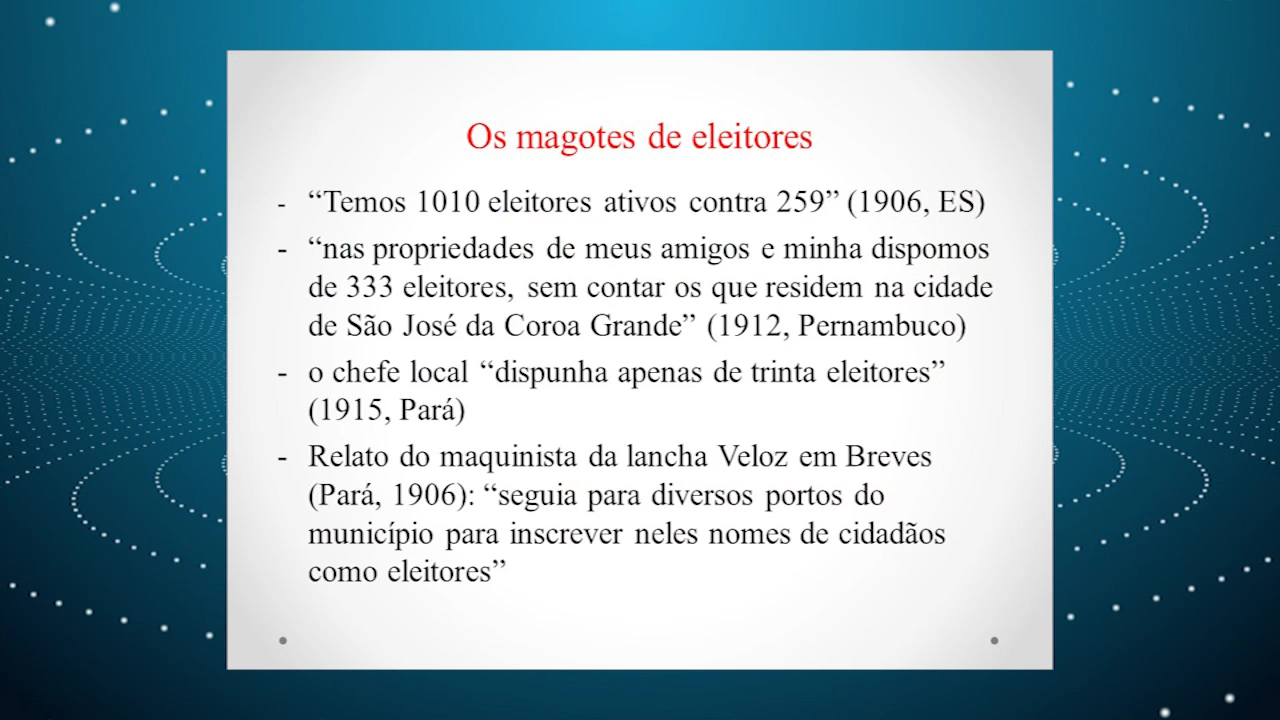 Os magotes de eleitores
- “Temos 1010 eleitores ativos contra 259” (1906, ES)
- “nas propriedades de meus amigos e minha dispomos
de 333 eleitores, sem contar os que residem na cidade
de São José da Coroa Grande” (1912, Pernambuco)
- o chefe local “dispunha apenas de trinta eleitores”
(1915, Pará)
- Relato do maquinista da lancha Veloz em Breves
(Pará, 1906): “seguia para diversos portos do
município para inscrever neles nomes de cidadãos
como eleitores”